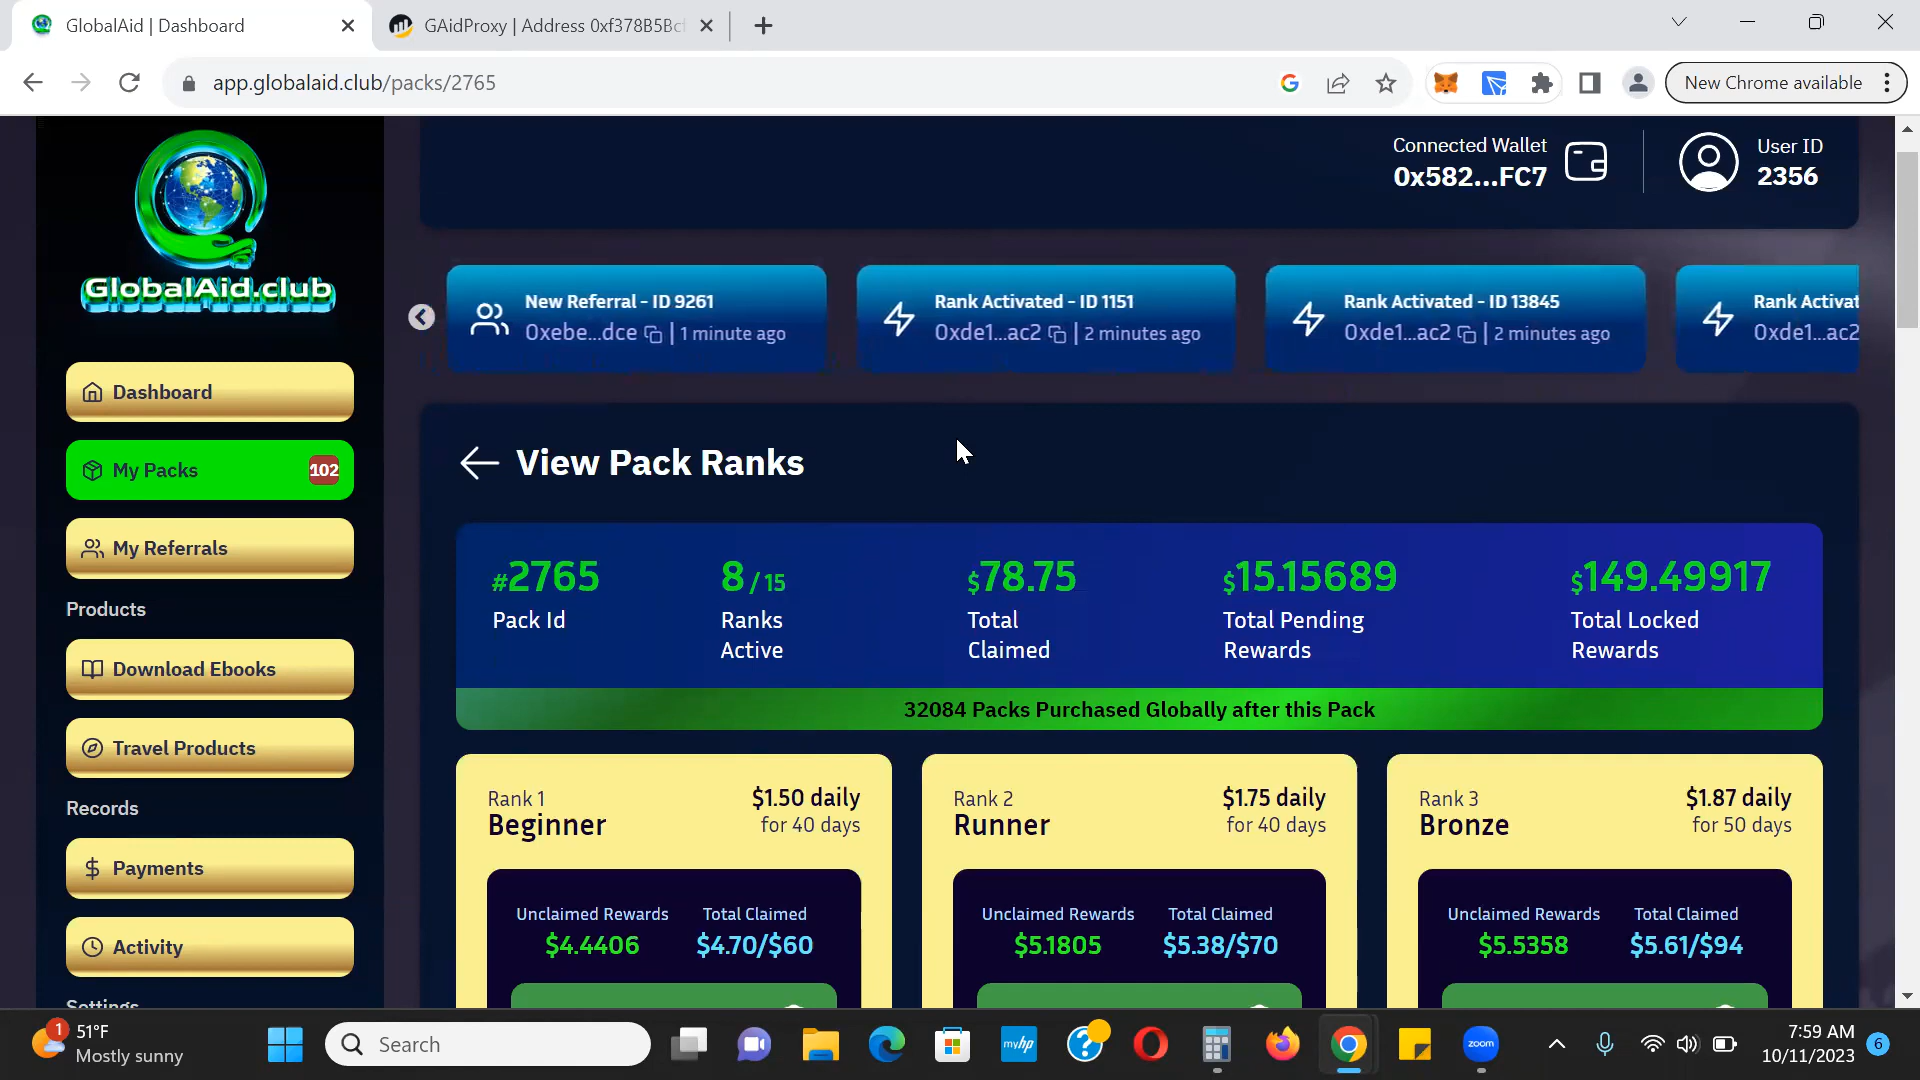 GlobalAid | Dashboard
GAidProxy | Address 0xf378B5Bcf
app.globalaid.club/packs/2765
New Chrome available
GlobalAid.club
Connected Wallet
0x582...FC7
User ID
2356
New Referral - ID 9261
0xebe...dce | 1 minute ago
Rank Activated - ID 1151
0xde1...ac2 | 2 minutes ago
Rank Activated - ID 13845
0xde1...ac2 | 2 minutes ago
Rank Activat
0xde1...ac2
Dashboard
My Packs 102
My Referrals
Products
Download Ebooks
Travel Products
Records
Payments
Activity
Settings
View Pack Ranks
#2765
Pack Id
8/15
Ranks
Active
$78.75
Total
Claimed
$15.15689
Total Pending
Rewards
$149.49917
Total Locked
Rewards
32084 Packs Purchased Globally after this Pack
Rank 1
Beginner
$1.50 daily
for 40 days
Unclaimed Rewards
$4.4406
Total Claimed
$4.70/$60
Rank 2
Runner
$1.75 daily
for 40 days
Unclaimed Rewards
$5.1805
Total Claimed
$5.38/$70
Rank 3
Bronze
$1.87 daily
for 50 days
Unclaimed Rewards
$5.5358
Total Claimed
$5.61/$94
1
51°F
Mostly sunny
Search
myhp
zoom
7:59 AM
10/11/2023
6